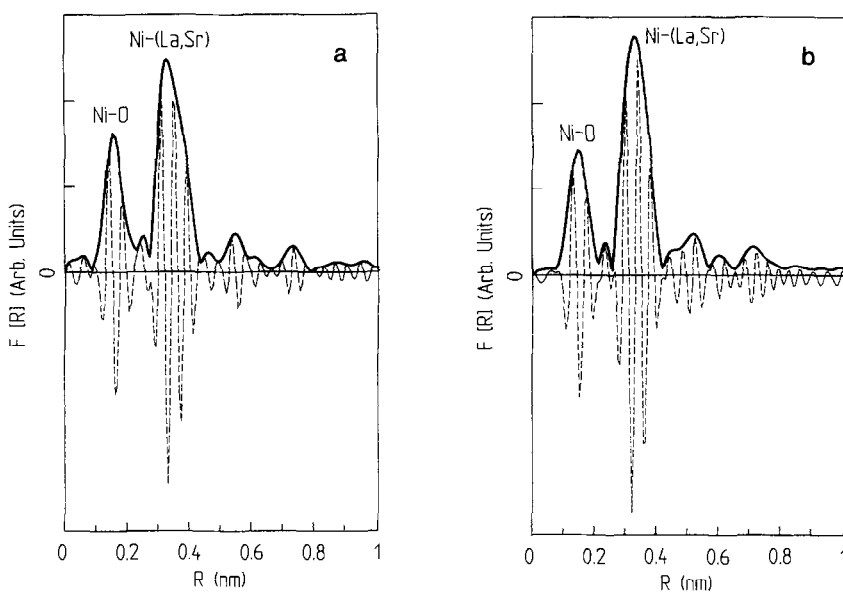 a
Ni-(La,Sr)
Ni-O
F [R] (Arb. Units)
0
0 0.2 0.4 0.6 0.8 1
R (nm)
b
Ni-(La,Sr)
Ni-O
F [R] (Arb. Units)
0
0 0.2 0.4 0.6 0.8 1
R (nm)